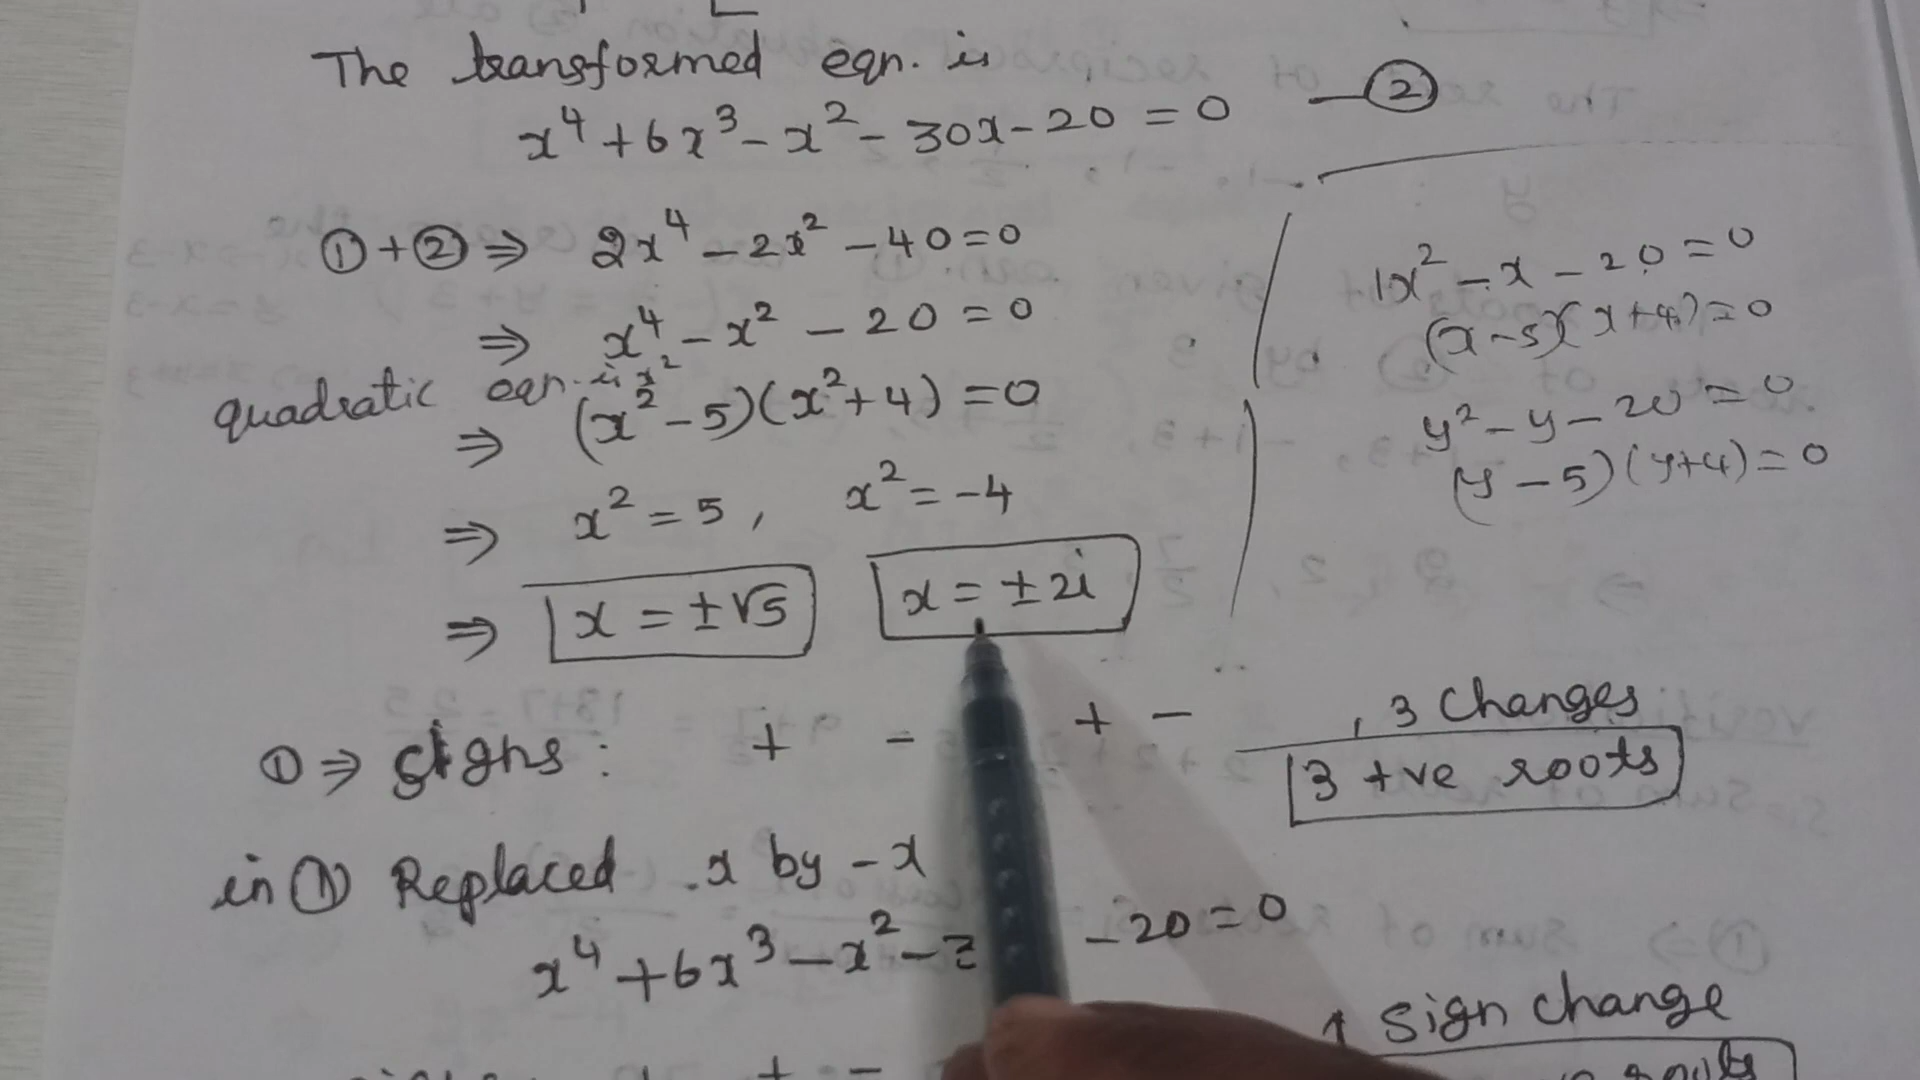 The transformed eqn. is
x⁴ + 6x³ - x² - 30x - 20 = 0 — ②
① + ② ⇒ 2x⁴ - 2x² - 40 = 0
⇒ x⁴ - x² - 20 = 0
quadratic eqn. is x²
⇒ (x² - 5)(x² + 4) = 0
⇒ x² = 5, x² = -4
⇒ x = ±√5 x = ±2i
1x² - x - 20 = 0
(x - 5)(x + 4) = 0
y² - y - 20 = 0
(y - 5)(y + 4) = 0
① ⇒ signs: + - + - , 3 changes
3 +ve roots
in ① Replaced x by -x
x⁴ + 6x³ - x² - - 20 = 0
1 sign change
+ -